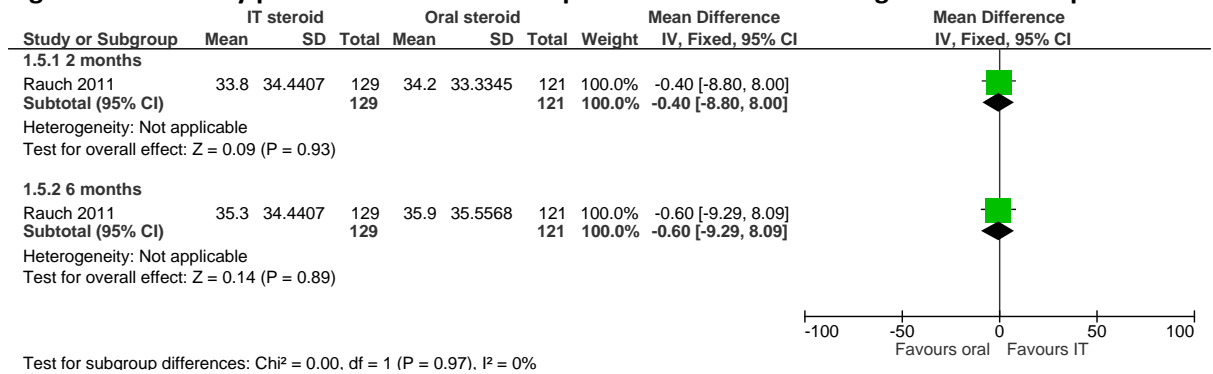 IT steroid Oral steroid Mean Difference Mean Difference
Study or Subgroup Mean SD Total Mean SD Total Weight IV, Fixed, 95% CI IV, Fixed, 95% CI
1.5.1 2 months
Rauch 2011 33.8 34.4407 129 34.2 33.3345 121 100.0% -0.40 [-8.80, 8.00]
Subtotal (95% CI) 129 121 100.0% -0.40 [-8.80, 8.00]
Heterogeneity: Not applicable
Test for overall effect: Z = 0.09 (P = 0.93)
1.5.2 6 months
Rauch 2011 35.3 34.4407 129 35.9 35.5568 121 100.0% -0.60 [-9.29, 8.09]
Subtotal (95% CI) 129 121 100.0% -0.60 [-9.29, 8.09]
Heterogeneity: Not applicable
Test for overall effect: Z = 0.14 (P = 0.89)
-100 -50 0 50 100
Favours oral Favours IT
Test for subgroup differences: Chi² = 0.00, df = 1 (P = 0.97), I² = 0%